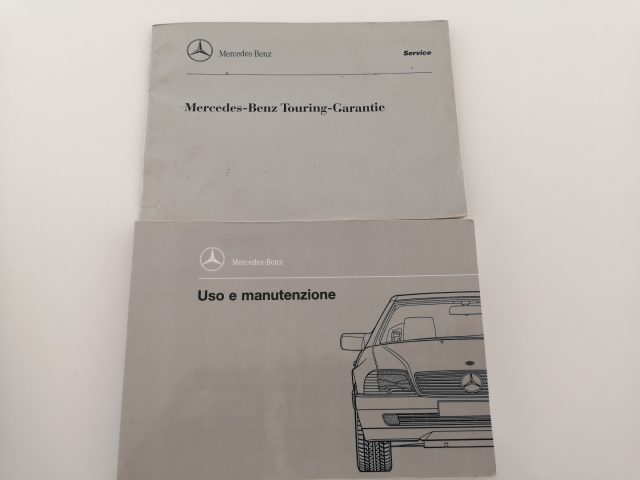 Mercedes-Benz
Service
Mercedes-Benz Touring-Garantie
Mercedes-Benz
Uso e manutenzione